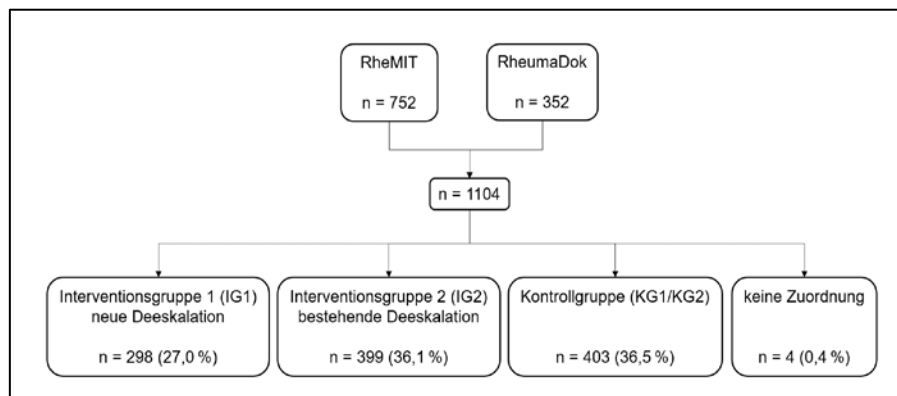 RheMIT
n = 752
RheumaDok
n = 352
n = 1104
Interventionsgruppe 1 (IG1)
neue Deeskalation
n = 298 (27,0 %)
Interventionsgruppe 2 (IG2)
bestehende Deeskalation
n = 399 (36,1 %)
Kontrollgruppe (KG1/KG2)
n = 403 (36,5 %)
keine Zuordnung
n = 4 (0,4 %)